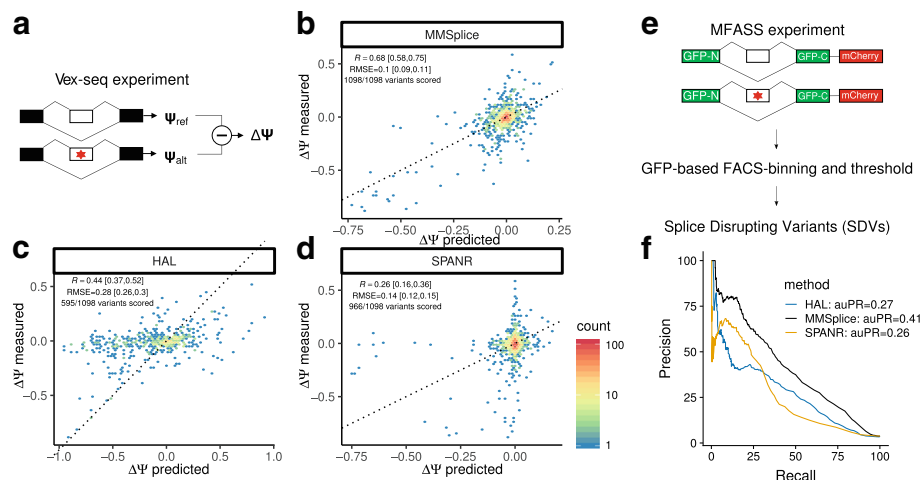 a
Vex-seq experiment
Ψref
Ψalt
ΔΨ
b
MMSplice
R = 0.68 [0.58,0.75]
RMSE=0.1 [0.09,0.11]
1098/1098 variants scored
0.5
0.0
−0.5
ΔΨ measured
−0.75 −0.50 −0.25 0.00 0.25
ΔΨ predicted
c
HAL
R = 0.44 [0.37,0.52]
RMSE=0.28 [0.26,0.3]
595/1098 variants scored
0.5
0.0
−0.5
ΔΨ measured
−1.0 −0.5 0.0 0.5 1.0
ΔΨ predicted
d
SPANR
R = 0.26 [0.16,0.36]
RMSE=0.14 [0.12,0.15]
966/1098 variants scored
0.5
0.0
−0.5
ΔΨ measured
−0.75 −0.50 −0.25 0.00
ΔΨ predicted
count
100
10
1
e
MFASS experiment
GFP-N GFP-C mCherry
GFP-N GFP-C mCherry
GFP-based FACS-binning and threshold
Splice Disrupting Variants (SDVs)
f
100
75
50
25
0
Precision
0 25 50 75 100
Recall
method
HAL: auPR=0.27
MMSplice: auPR=0.41
SPANR: auPR=0.26